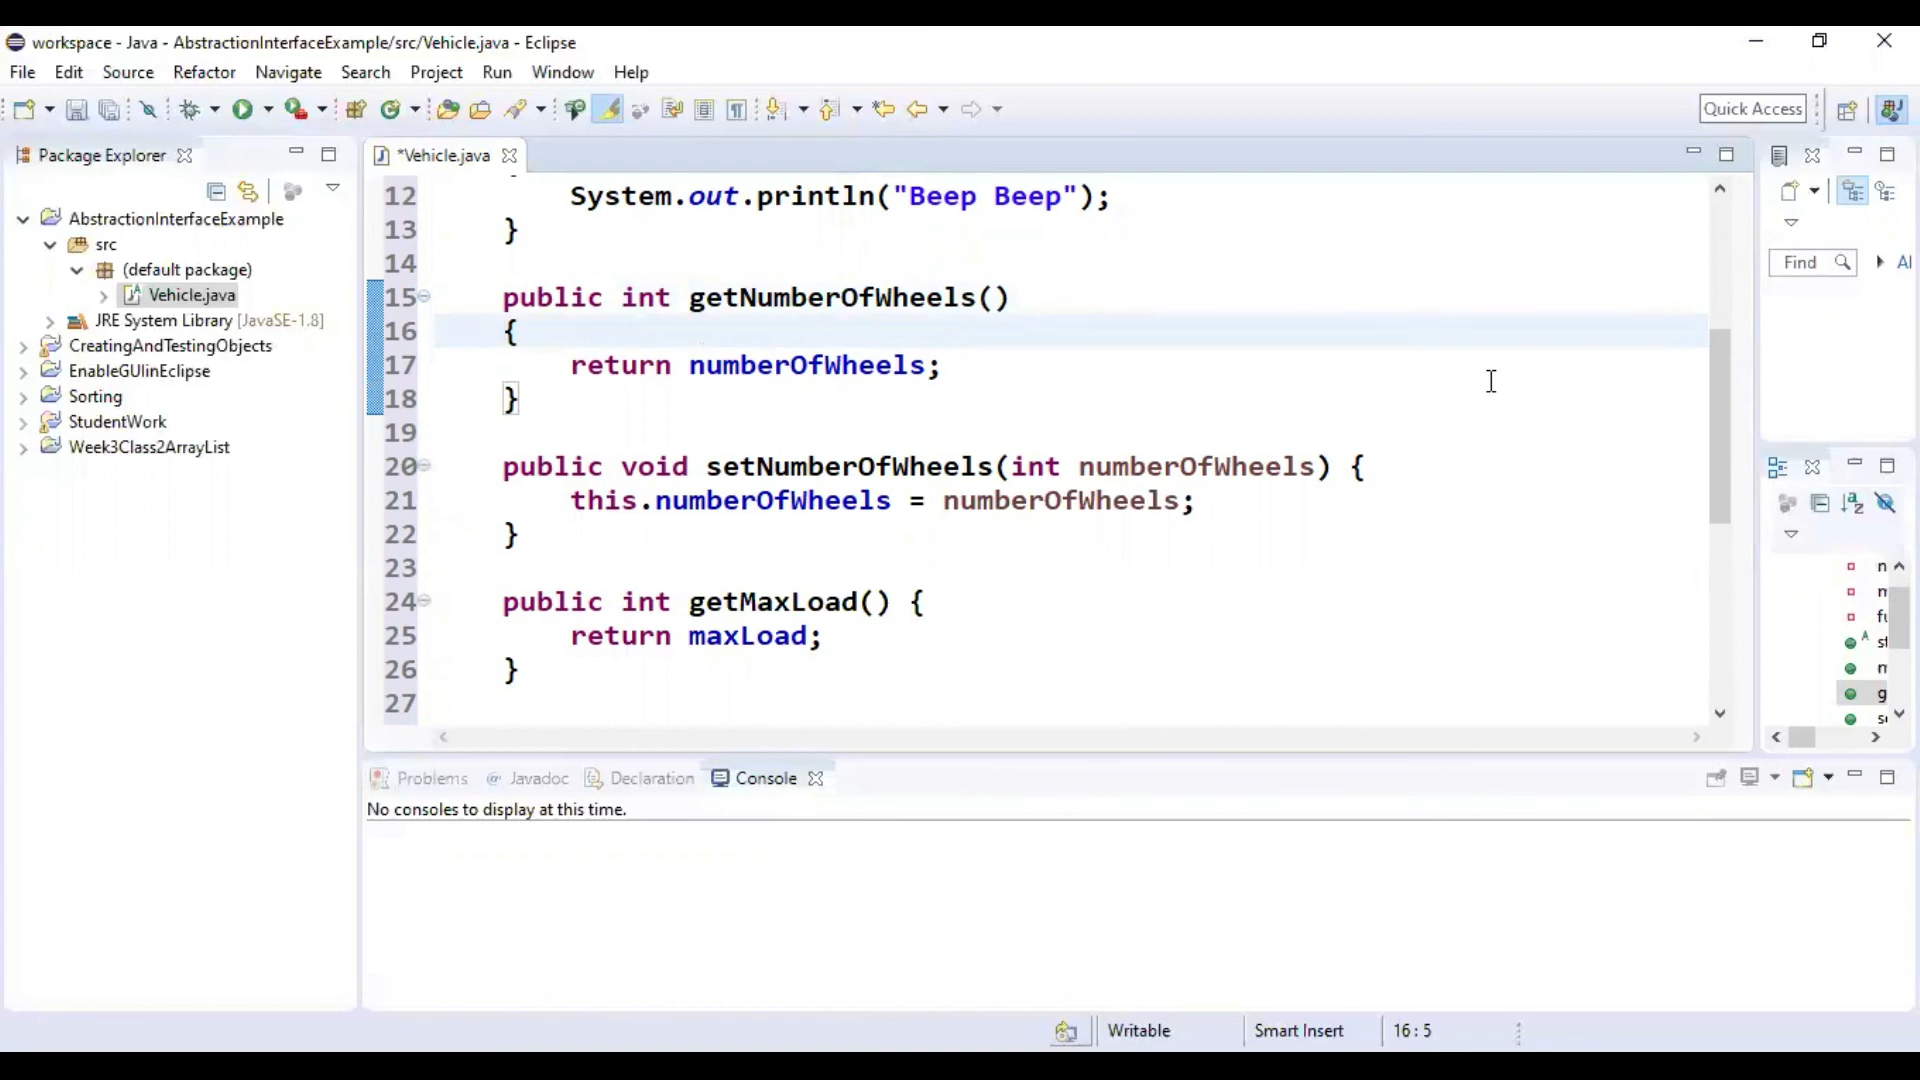 workspace - Java - AbstractionInterfaceExample/src/Vehicle.java - Eclipse
File Edit Source Refactor Navigate Search Project Run Window Help
Quick Access
Package Explorer
*Vehicle.java
AbstractionInterfaceExample
src
(default package)
Vehicle.java
JRE System Library [JavaSE-1.8]
CreatingAndTestingObjects
EnableGUIinEclipse
Sorting
StudentWork
Week3Class2ArrayList
12 System.out.println("Beep Beep");
13 }
14
15 public int getNumberOfWheels()
16 {
17 return numberOfWheels;
18 }
19
20 public void setNumberOfWheels(int numberOfWheels) {
21 this.numberOfWheels = numberOfWheels;
22 }
23
24 public int getMaxLoad() {
25 return maxLoad;
26 }
27
Find Al
Problems @ Javadoc Declaration Console
No consoles to display at this time.
Writable Smart Insert 16 : 5